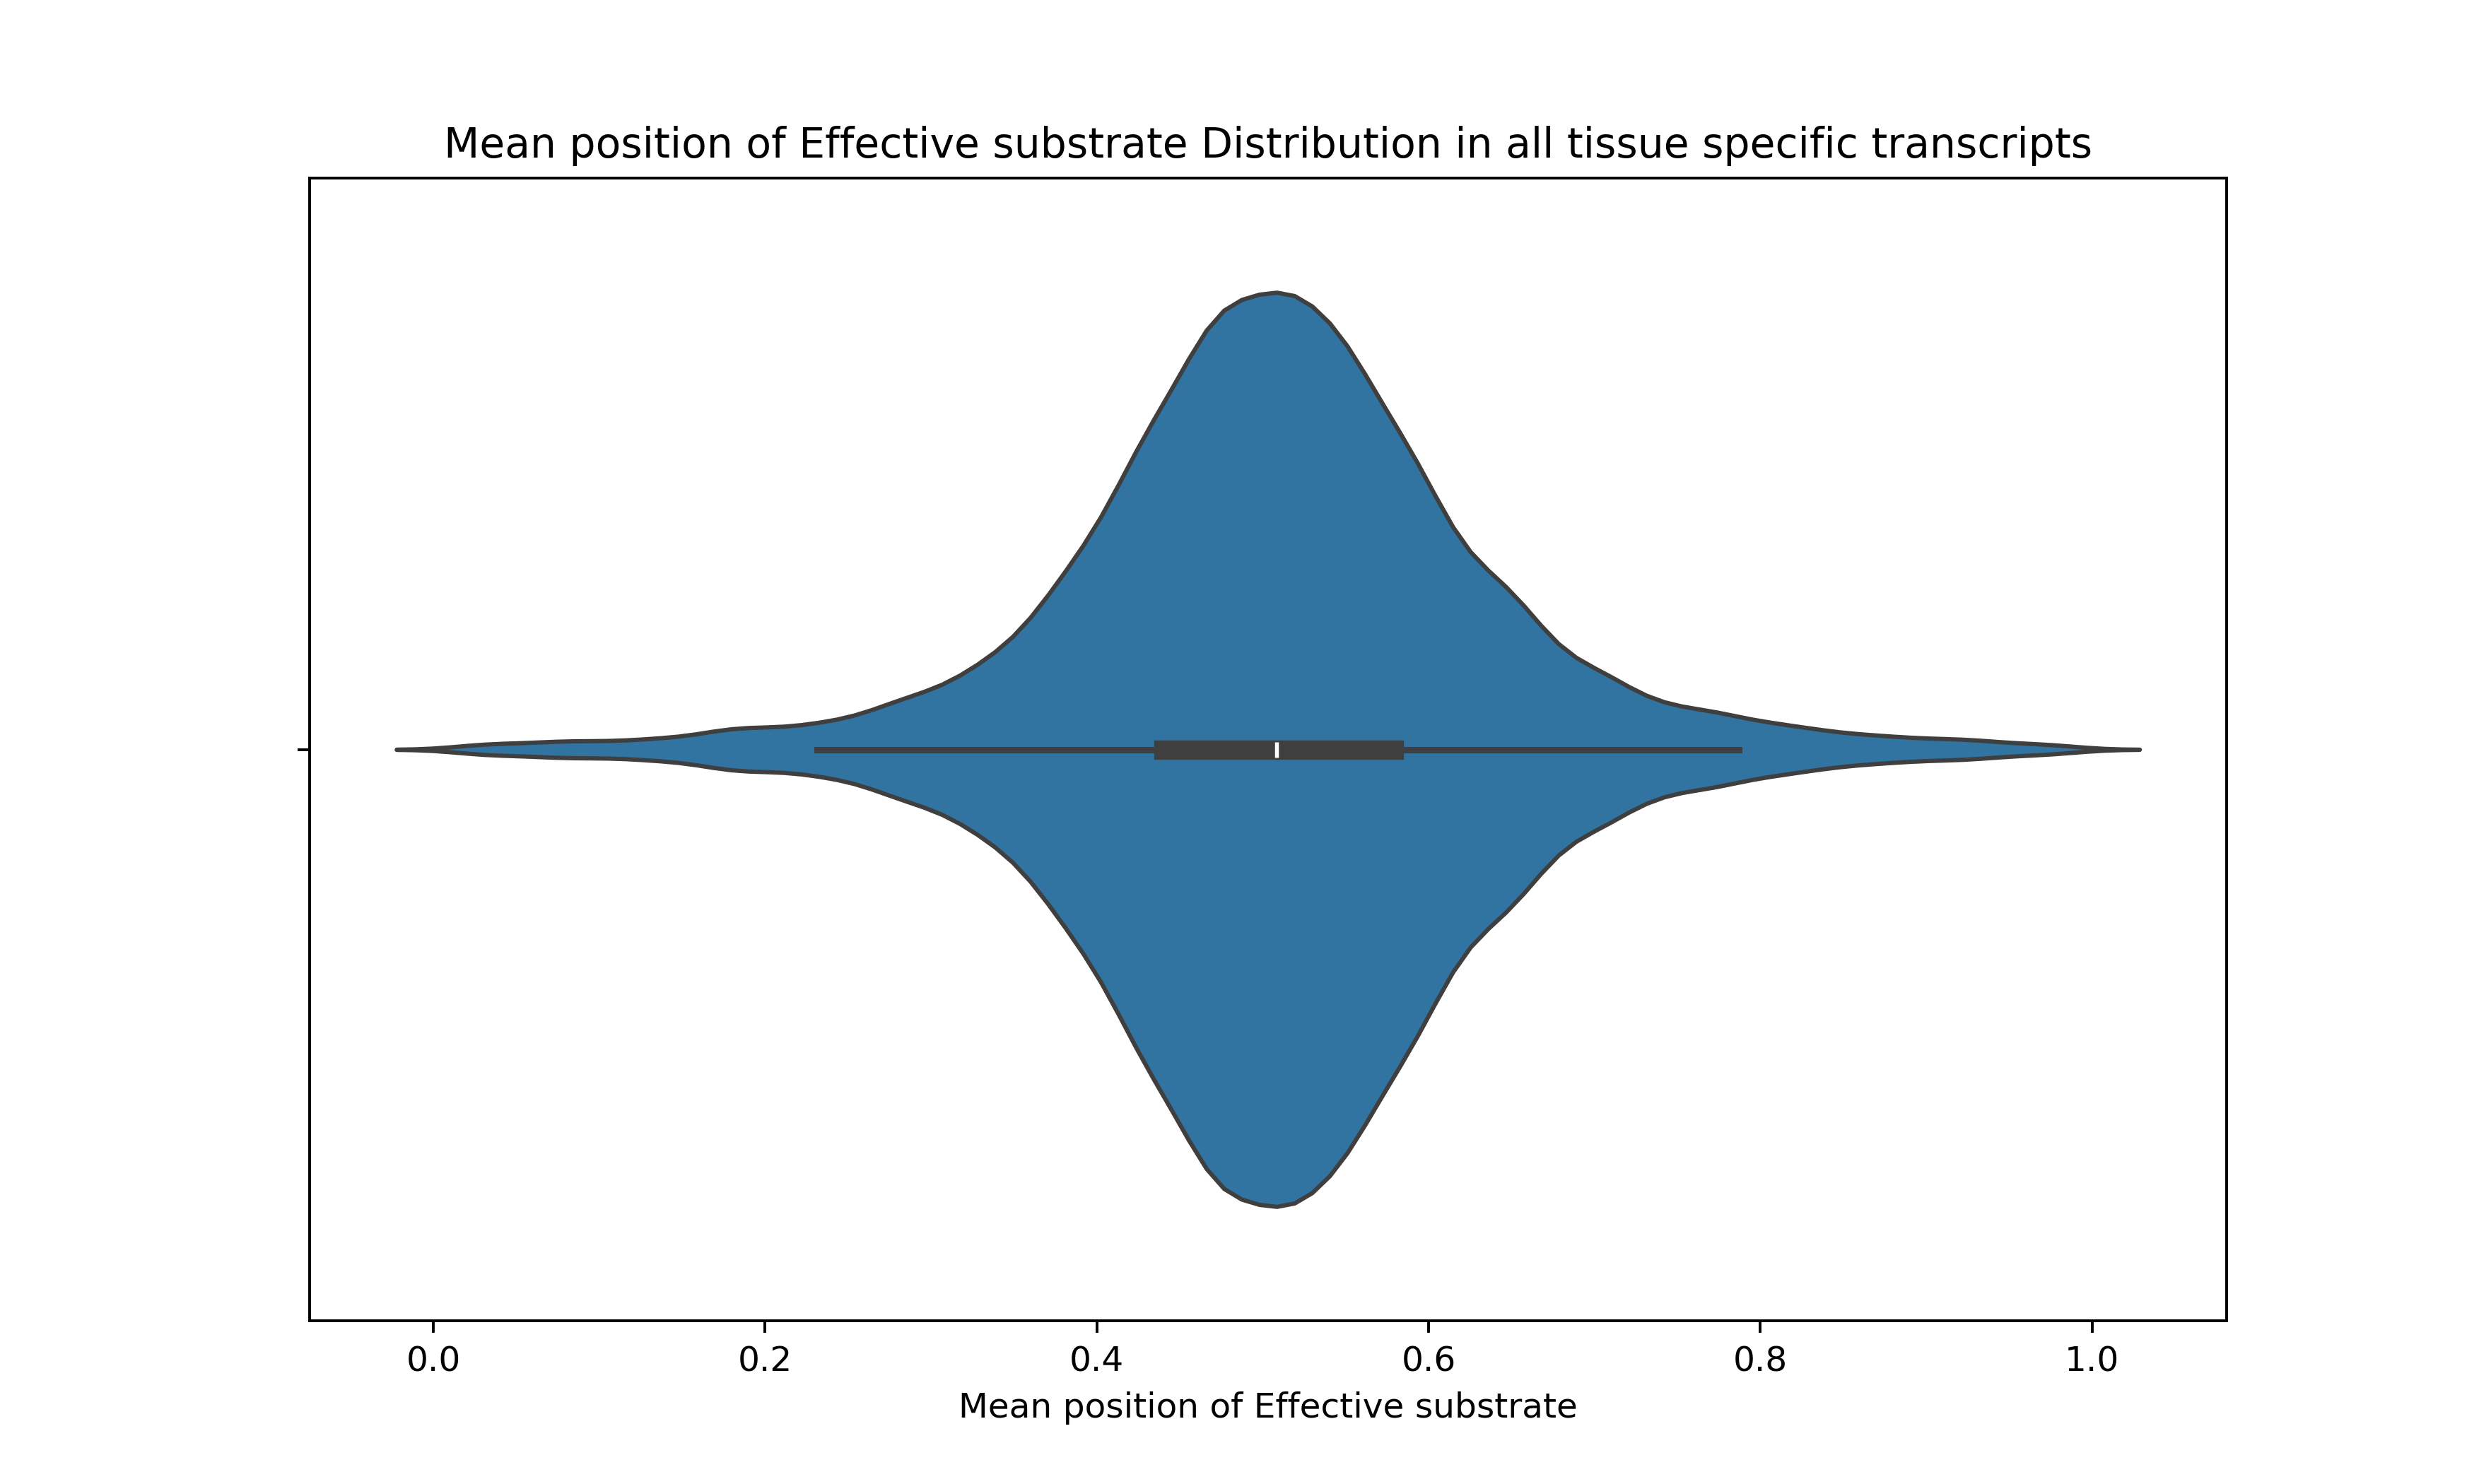 Mean position of Effective substrate Distribution in all tissue specific transcripts
0.0 0.2 0.4 0.6 0.8 1.0
Mean position of Effective substrate